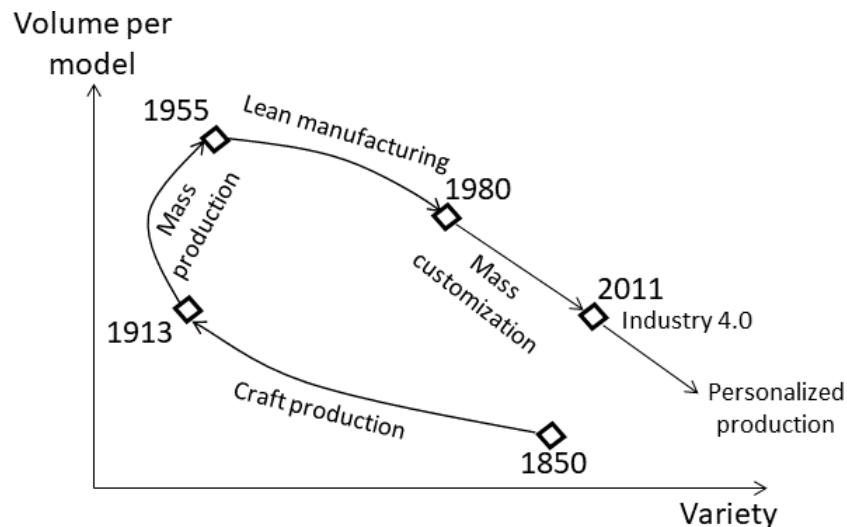 Volume per
model
1955
Lean manufacturing
1980
Mass
production
Mass
customization
2011
Industry 4.0
1913
Personalized
production
Craft production
1850
Variety